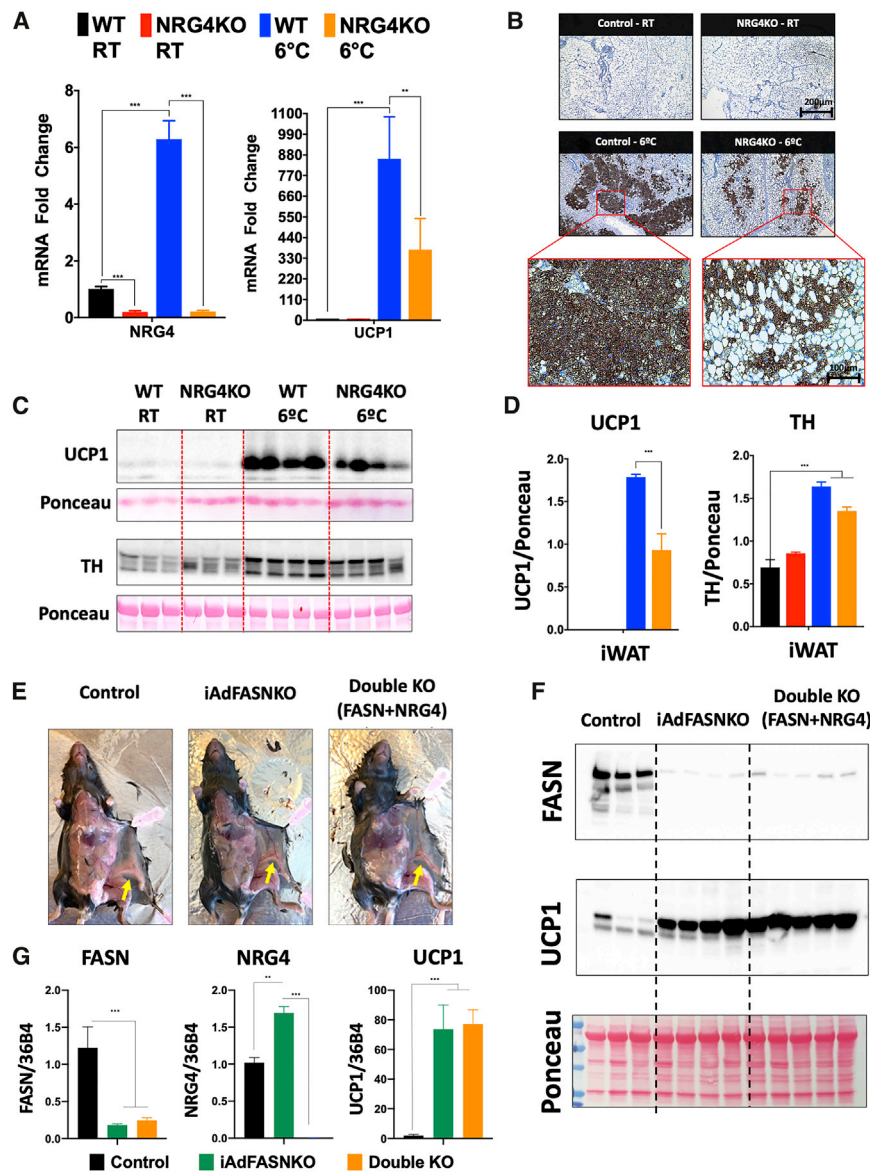 A
WT RT
NRG4KO RT
WT 6°C
NRG4KO 6°C
mRNA Fold Change
8
6
4
2
0
***
***
***
NRG4
mRNA Fold Change
1100
990
880
770
660
550
440
330
220
110
0
***
**
UCP1
B
Control - RT
NRG4KO - RT
200µm
Control - 6ºC
NRG4KO - 6ºC
100µm
C
WT RT
NRG4KO RT
WT 6ºC
NRG4KO 6ºC
UCP1
Ponceau
TH
Ponceau
D
UCP1
UCP1/Ponceau
2.0
1.5
1.0
0.5
0.0
***
iWAT
TH
TH/Ponceau
2.0
1.5
1.0
0.5
0.0
***
iWAT
E
Control
iAdFASNKO
Double KO
(FASN+NRG4)
F
Control
iAdFASNKO
Double KO
(FASN+NRG4)
FASN
UCP1
Ponceau
G
FASN
FASN/36B4
2.0
1.5
1.0
0.5
0.0
***
NRG4
NRG4/36B4
2.0
1.5
1.0
0.5
0.0
**
***
UCP1
UCP1/36B4
100
80
60
40
20
0
***
Control
iAdFASNKO
Double KO